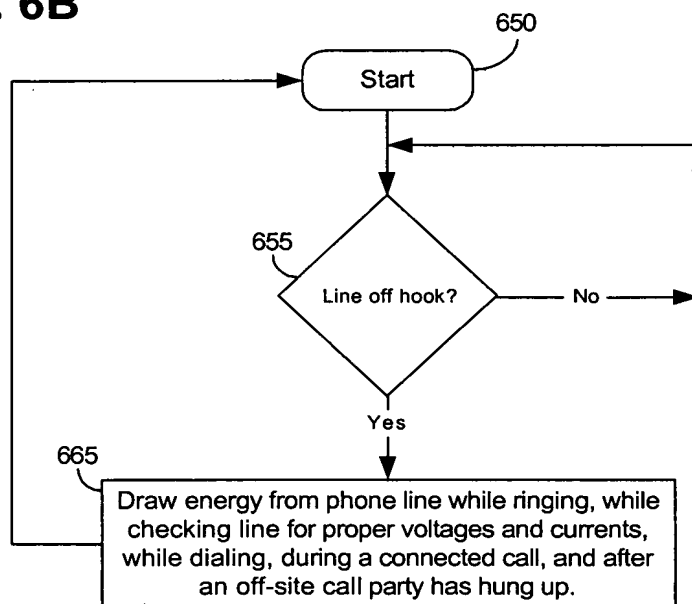 6B
650
Start
655
Line off hook?
No
Yes
665
Draw energy from phone line while ringing, while
checking line for proper voltages and currents,
while dialing, during a connected call, and after
an off-site call party has hung up.